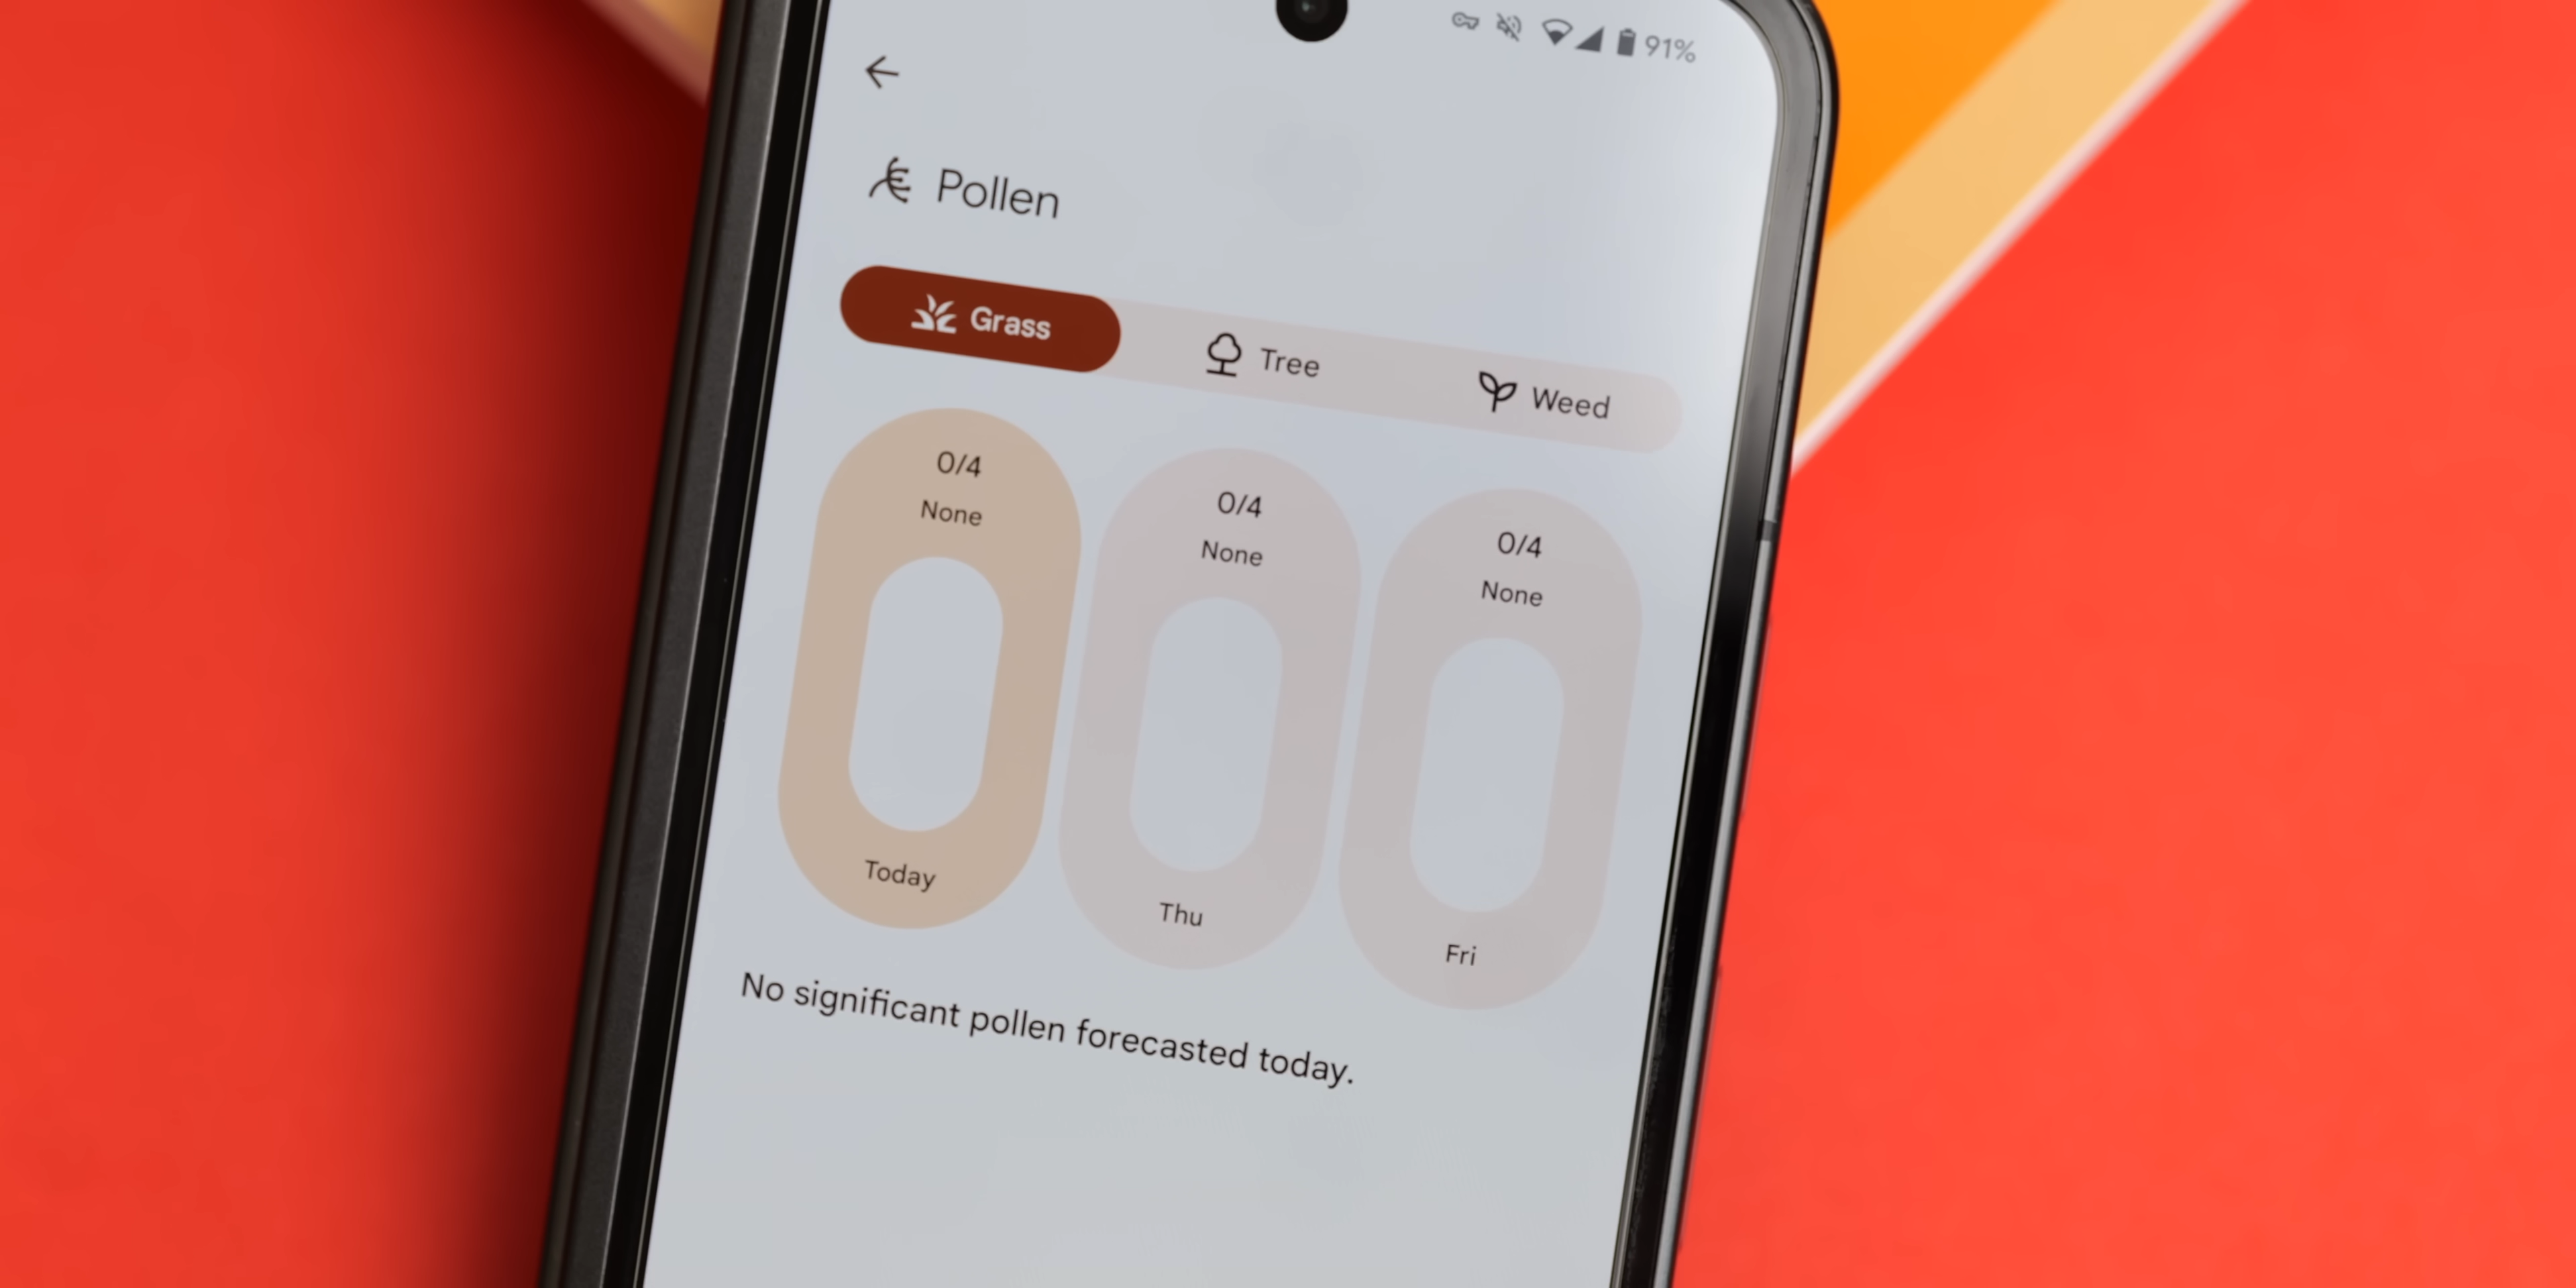 91%
Pollen
Grass Tree Weed
0/4 0/4 0/4
None None None
Today Thu Fri
No significant pollen forecasted today.